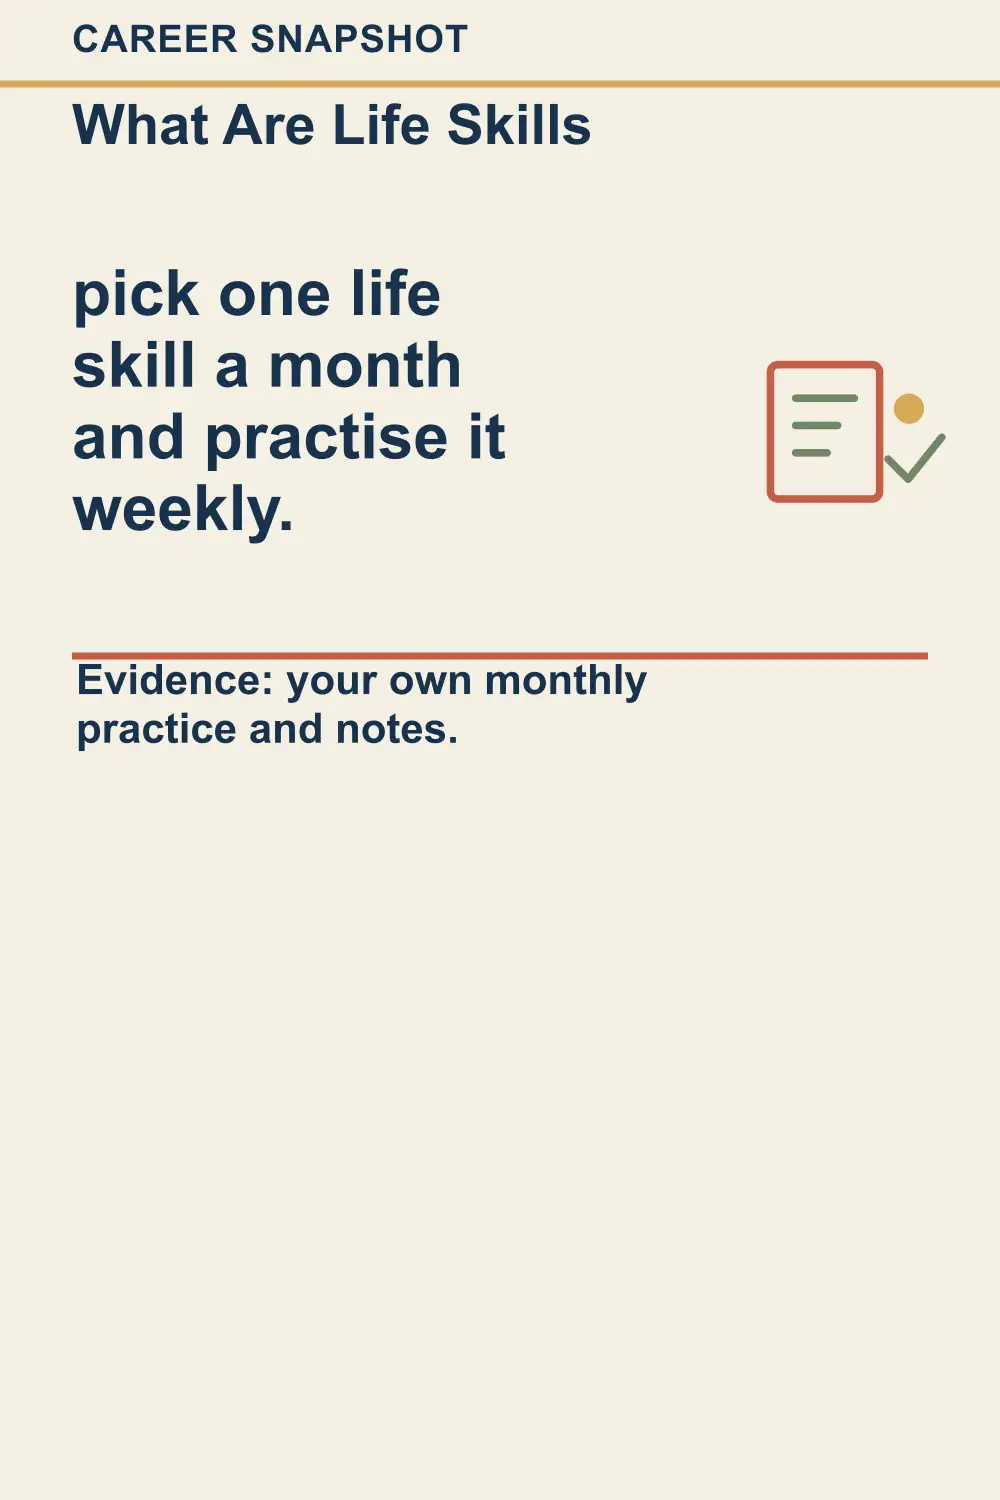 CAREER SNAPSHOT
What Are Life Skills
pick one life
skill a month
and practise it
weekly.
Evidence: your own monthly
practice and notes.